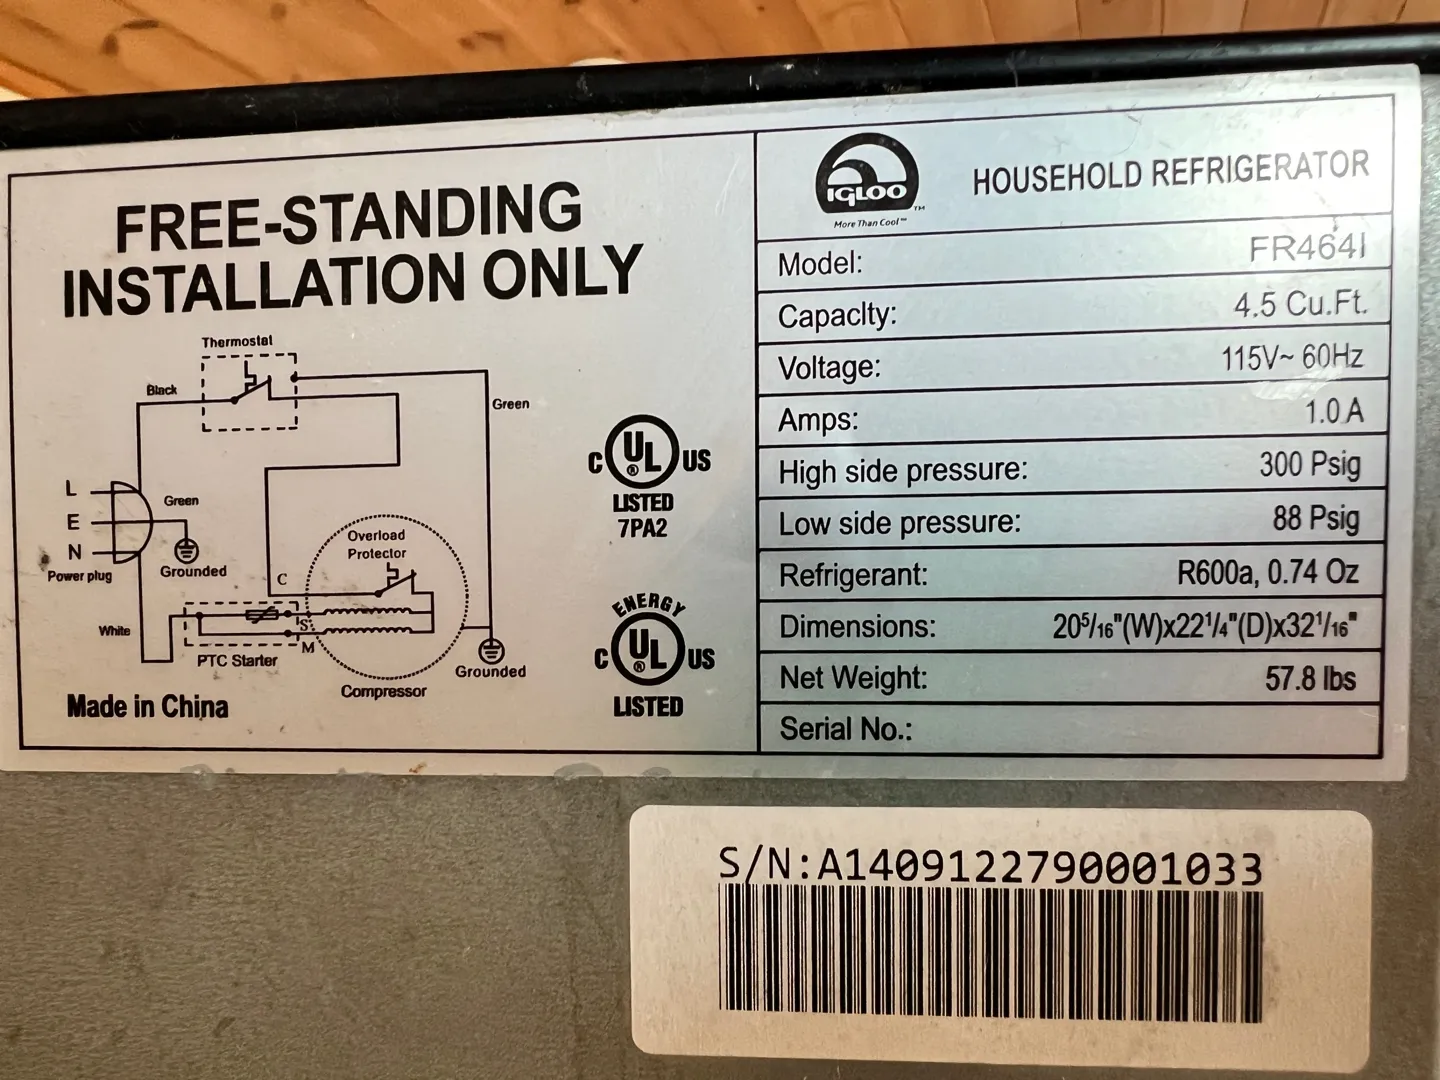 FREE-STANDING
INSTALLATION ONLY
Thermostat
Black
Green
L
E
N
Green
Power plug
Grounded
White
C
S
M
Overload
Protector
PTC Starter
Compressor
Grounded
Made in China
C UL® US
LISTED
7PA2
ENERGY
C UL® US
LISTED
IGLOO™
More Than Cool™
HOUSEHOLD REFRIGERATOR
Model: FR464I
Capaclty: 4.5 Cu.Ft.
Voltage: 115V~ 60Hz
Amps: 1.0 A
High side pressure: 300 Psig
Low side pressure: 88 Psig
Refrigerant: R600a, 0.74 Oz
Dimensions: 20⁵/₁₆"(W)x22¹/₄"(D)x32¹/₁₆"
Net Weight: 57.8 lbs
Serial No.:
S/N:A1409122790001033